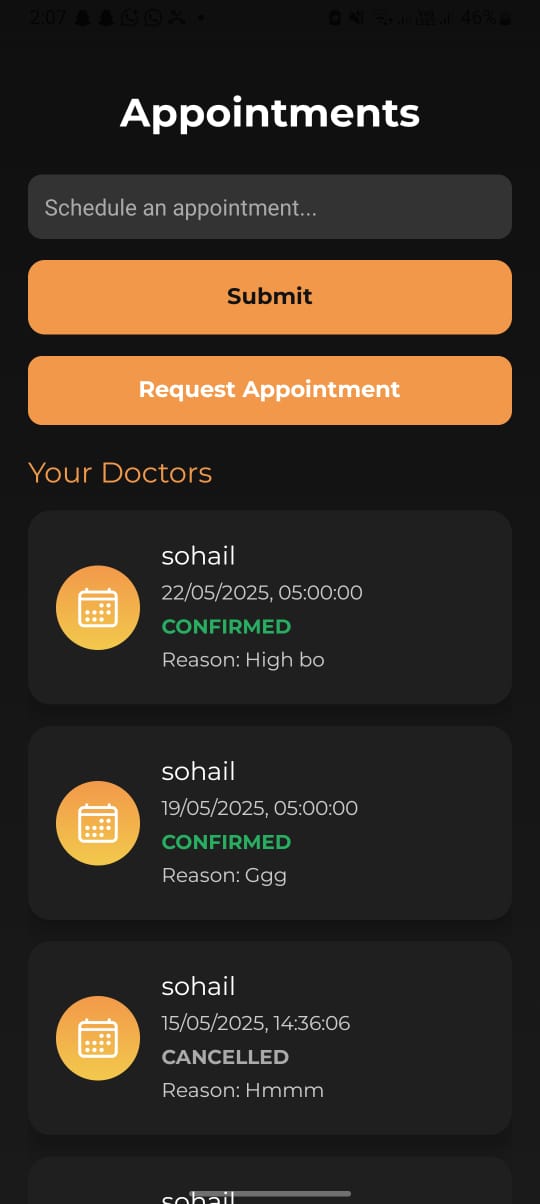 2:07
46%
Appointments
Schedule an appointment...
Submit
Request Appointment
Your Doctors
sohail
22/05/2025, 05:00:00
CONFIRMED
Reason: High bo
sohail
19/05/2025, 05:00:00
CONFIRMED
Reason: Ggg
sohail
15/05/2025, 14:36:06
CANCELLED
Reason: Hmmm
sohail